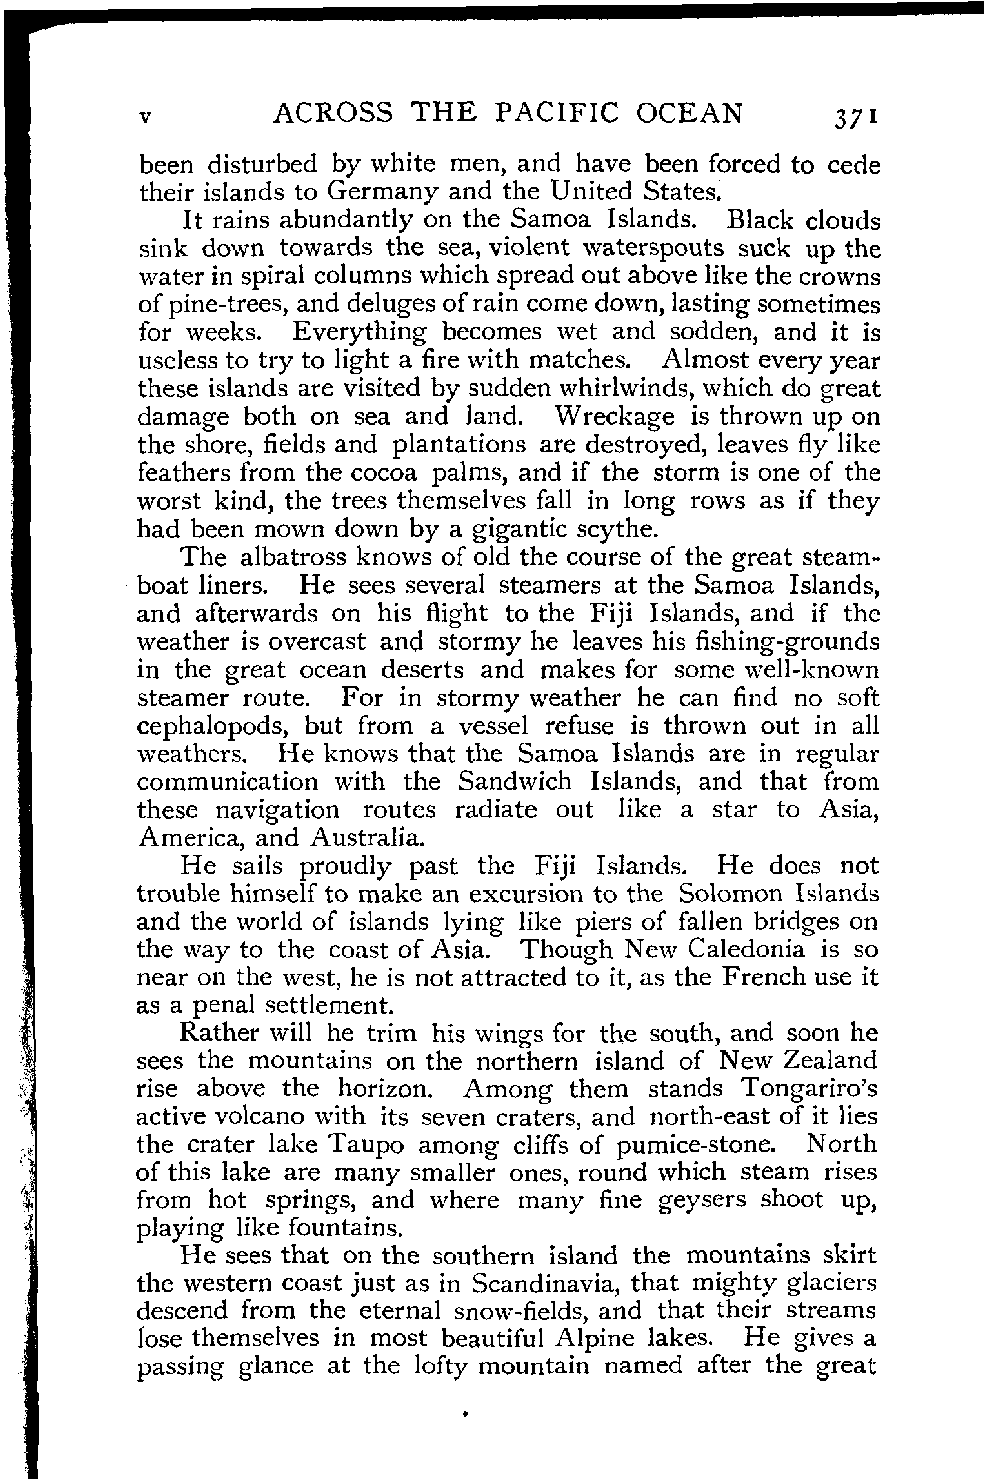 v ACROSS THE PACIFIC OCEAN 371
been disturbed by white men, and have been forced to cede
their islands to Germany and the United States.
It rains abundantly on the Samoa Islands. Black clouds
sink down towards the sea, violent waterspouts suck up the
water in spiral columns which spread out above like the crowns
of pine-trees, and deluges of rain come down, lasting sometimes
for weeks. Everything becomes wet and sodden, and it is
useless to try to light a fire with matches. Almost every year
these islands are visited by sudden whirlwinds, which do great
damage both on sea and land. Wreckage is thrown up on
the shore, fields and plantations are destroyed, leaves fly like
feathers from the cocoa palms, and if the storm is one of the
worst kind, the trees themselves fall in long rows as if they
had been mown down by a gigantic scythe.
The albatross knows of old the course of the great steam-
boat liners. He sees several steamers at the Samoa Islands,
and afterwards on his flight to the Fiji Islands, and if the
weather is overcast and stormy he leaves his fishing-grounds
in the great ocean deserts and makes for some well-known
steamer route. For in stormy weather he can find no soft
cephalopods, but from a vessel refuse is thrown out in all
weathers. He knows that the Samoa Islands are in regular
communication with the Sandwich Islands, and that from
these navigation routes radiate out like a star to Asia,
America, and Australia.
He sails proudly past the Fiji Islands. He does not
trouble himself to make an excursion to the Solomon Islands
and the world of islands lying like piers of fallen bridges on
the way to the coast of Asia. Though New Caledonia is so
near on the west, he is not attracted to it, as the French use it
as a penal settlement.
Rather will he trim his wings for the south, and soon he
sees the mountains on the northern island of New Zealand
rise above the horizon. Among them stands Tongariro's
active volcano with its seven craters, and north-east of it lies
the crater lake Taupo among cliffs of pumice-stone. North
of this lake are many smaller ones, round which steam rises
from hot springs, and where many fine geysers shoot up,
playing like fountains.
He sees that on the southern island the mountains skirt
the western coast just as in Scandinavia, that mighty glaciers
descend from the eternal snow-fields, and that their streams
lose themselves in most beautiful Alpine lakes. He gives a
passing glance at the lofty mountain named after the great